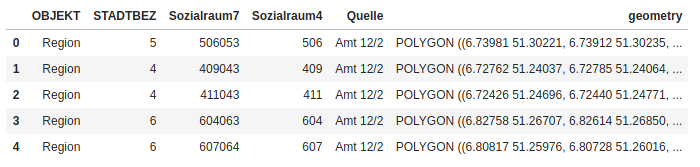 OBJEKT STADTBEZ Sozialraum7 Sozialraum4 Quelle geometry
0 Region 5 506053 506 Amt 12/2 POLYGON ((6.73981 51.30221, 6.73912 51.30235, ...
1 Region 4 409043 409 Amt 12/2 POLYGON ((6.72762 51.24037, 6.72785 51.24064, ...
2 Region 4 411043 411 Amt 12/2 POLYGON ((6.72426 51.24696, 6.72440 51.24771, ...
3 Region 6 604063 604 Amt 12/2 POLYGON ((6.82758 51.26707, 6.82614 51.26850, ...
4 Region 6 607064 607 Amt 12/2 POLYGON ((6.80817 51.25976, 6.80728 51.26016, ...